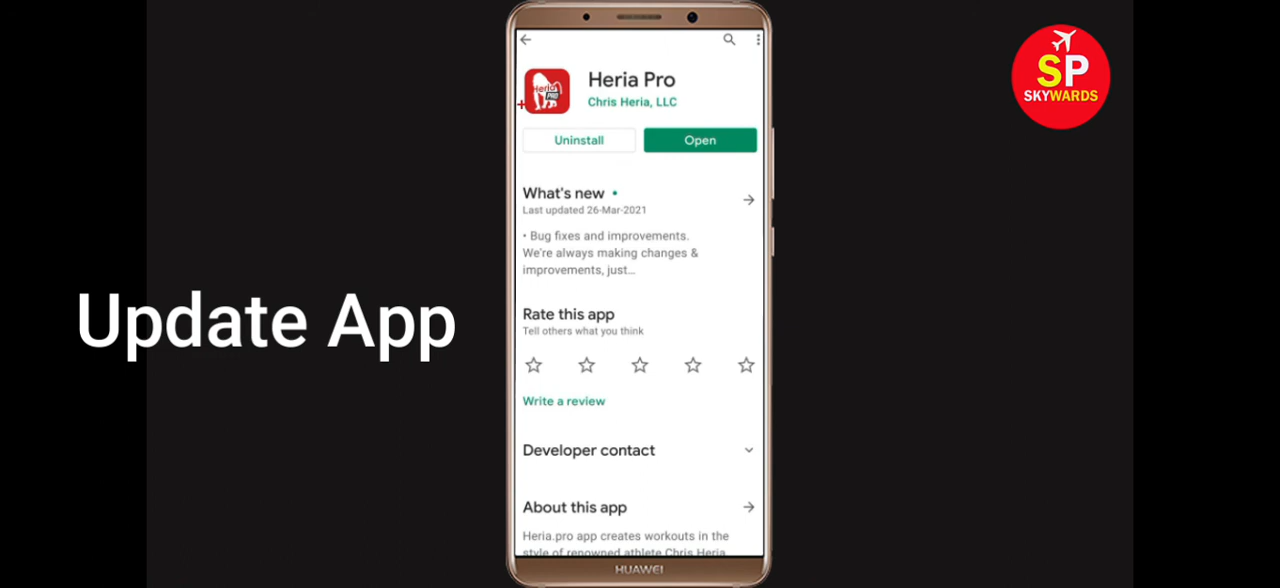 Heria Pro
Chris Heria, LLC
Heria
PRO
Uninstall
Open
What's new •
Last updated 26-Mar-2021
• Bug fixes and improvements.
We're always making changes &
improvements, just...
Rate this app
Tell others what you think
Write a review
Developer contact
About this app
Heria.pro app creates workouts in the
style of renowned athlete Chris Heria
HUAWEI
Update App
SP
SKYWARDS